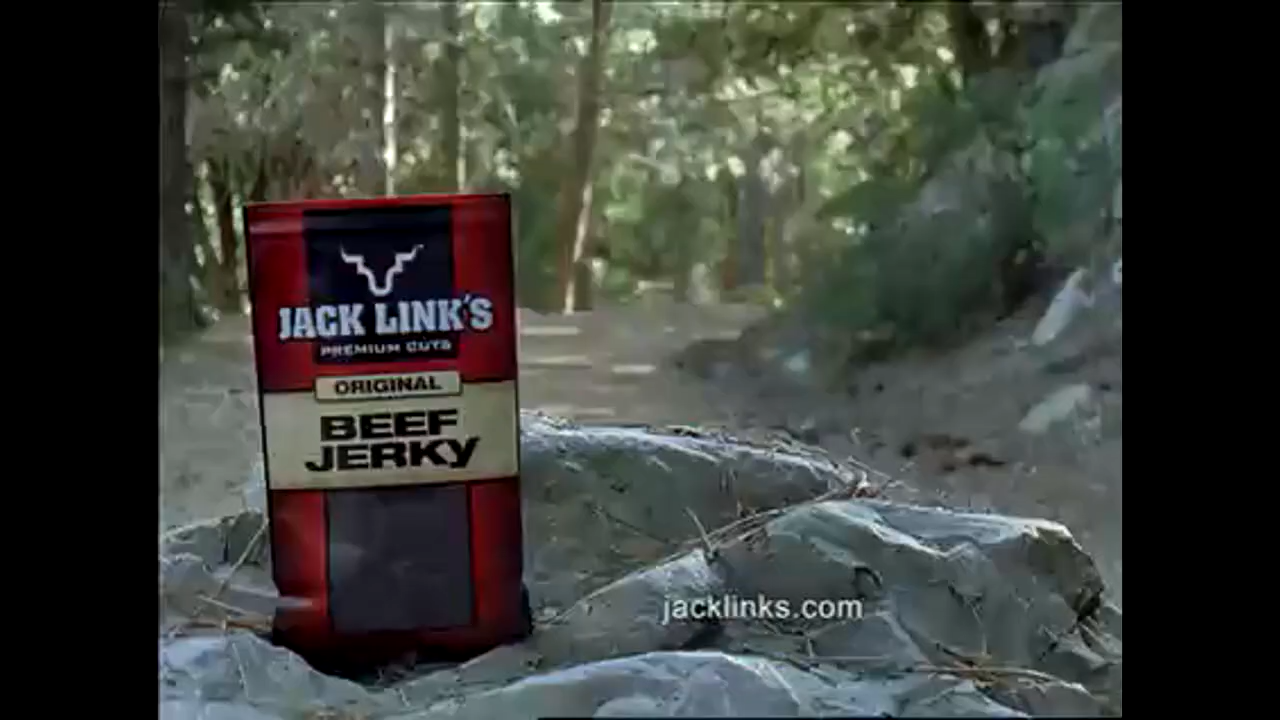 JACK LINK'S
PREMIUM CUTS
ORIGINAL
BEEF
JERKY
jacklinks.com